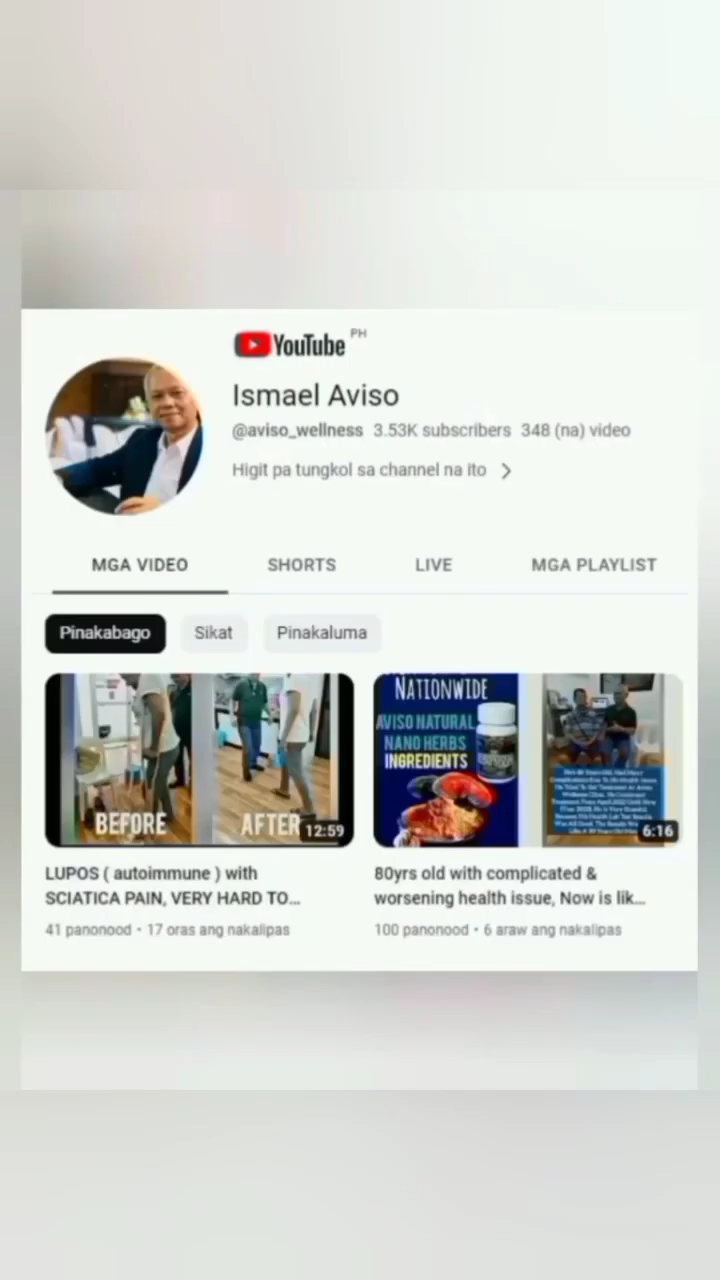 YouTube PH
Ismael Aviso
@aviso_wellness 3.53K subscribers 348 (na) video
Higit pa tungkol sa channel na ito
MGA VIDEO SHORTS LIVE MGA PLAYLIST
Pinakabago Sikat Pinakaluma
BEFORE AFTER 12:59
NATIONWIDE
AVISO NATURAL
NANO HERBS
INGREDIENTS
6:16
LUPOS ( autoimmune ) with
SCIATICA PAIN, VERY HARD TO...
41 panonood • 17 oras ang nakalipas
80yrs old with complicated &
worsening health issue, Now is lik...
100 panonood • 6 araw ang nakalipas